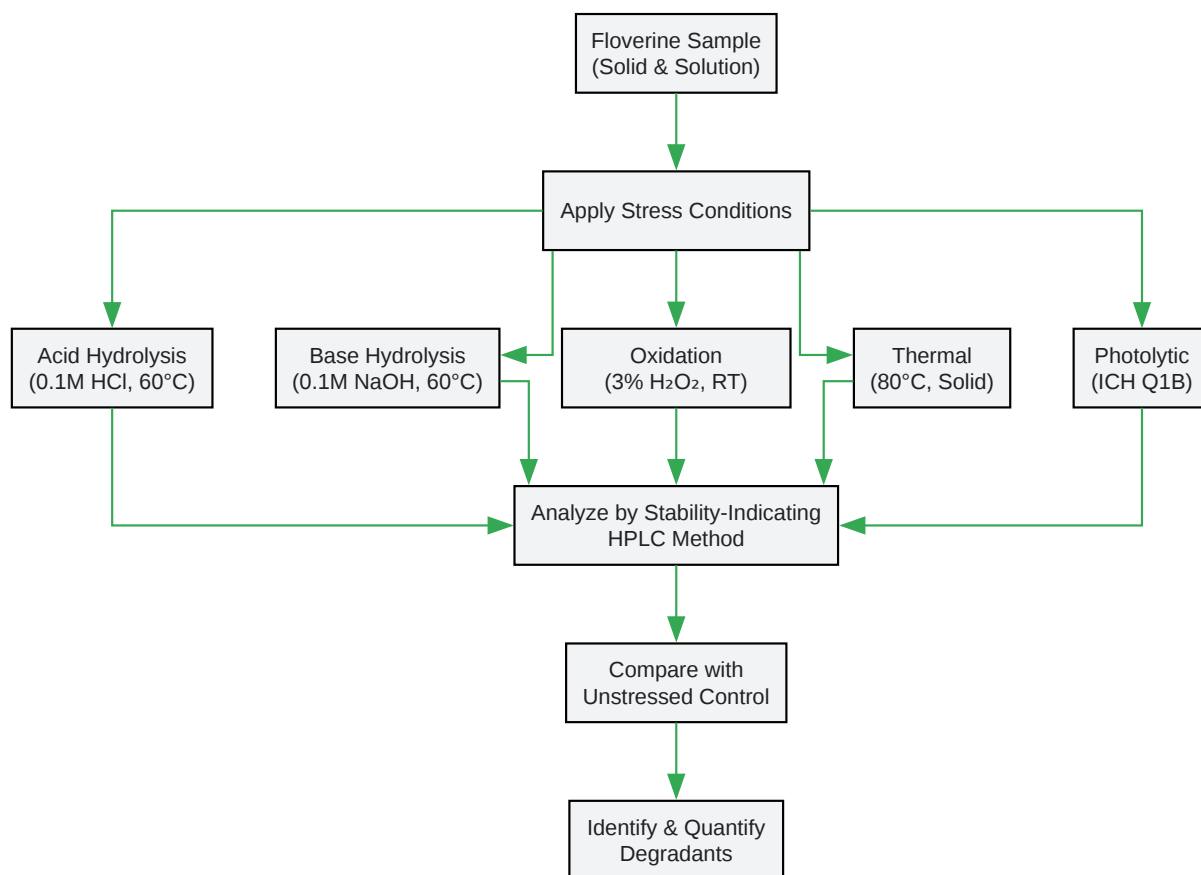 Floverine Sample
(Solid & Solution)
Apply Stress Conditions
Acid Hydrolysis
(0.1M HCl, 60°C)
Base Hydrolysis
(0.1M NaOH, 60°C)
Oxidation
(3% H₂O₂, RT)
Thermal
(80°C, Solid)
Photolytic
(ICH Q1B)
Analyze by Stability-Indicating
HPLC Method
Compare with
Unstressed Control
Identify & Quantify
Degradants